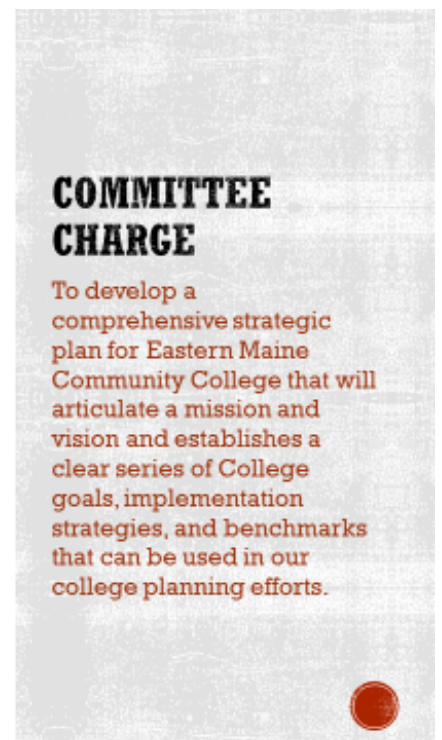 COMMITTEE
CHARGE
To develop a
comprehensive strategic
plan for Eastern Maine
Community College that will
articulate a mission and
vision and establishes a
clear series of College
goals, implementation
strategies, and benchmarks
that can be used in our
college planning efforts.